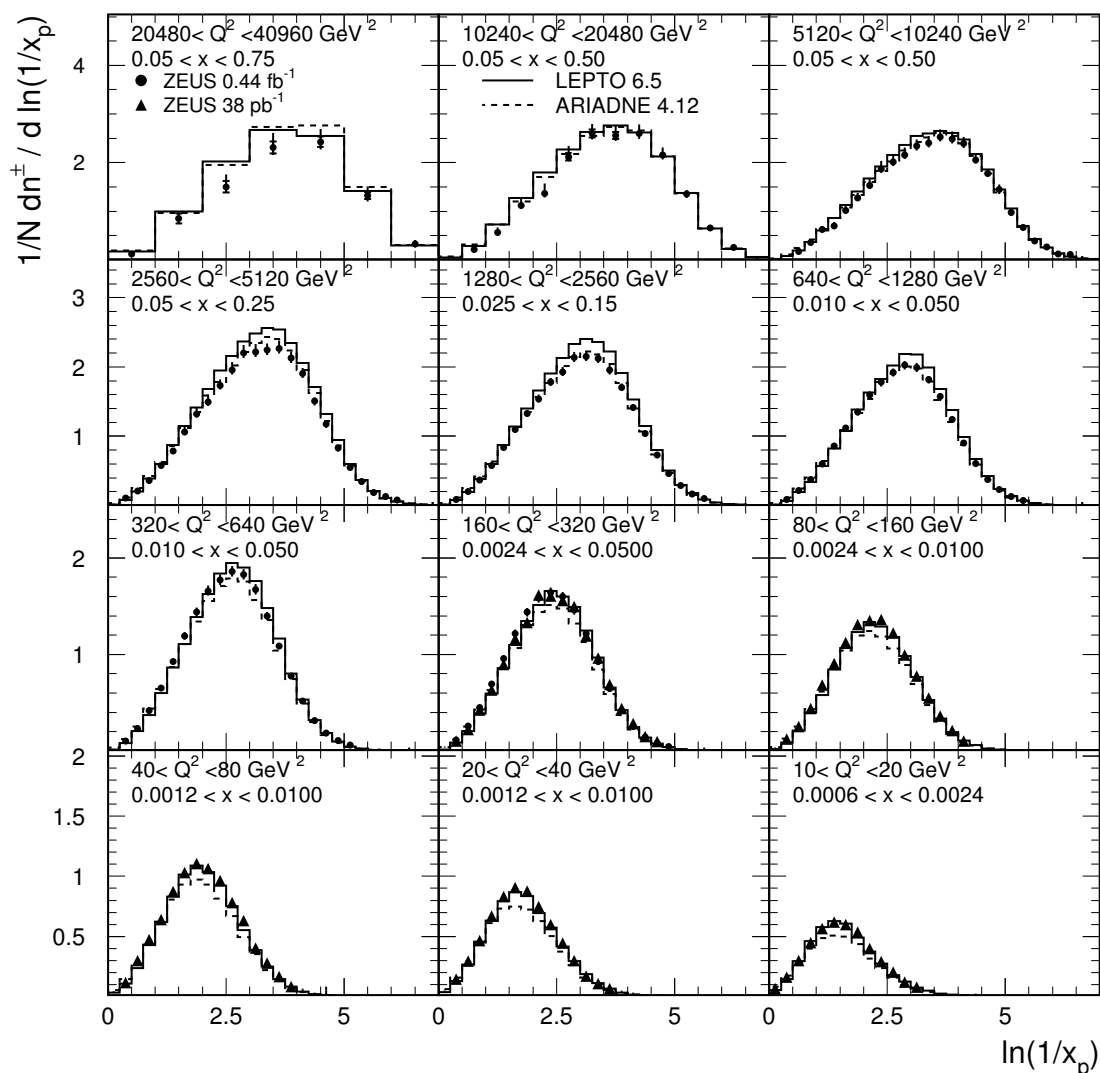 1/N dn± / d ln(1/x_p)
20480< Q² <40960 GeV²
0.05 < x < 0.75
ZEUS 0.44 fb⁻¹
ZEUS 38 pb⁻¹
10240< Q² <20480 GeV²
0.05 < x < 0.50
LEPTO 6.5
ARIADNE 4.12
5120< Q² <10240 GeV²
0.05 < x < 0.50
4
2
2560< Q² <5120 GeV²
0.05 < x < 0.25
1280< Q² <2560 GeV²
0.025 < x < 0.15
640< Q² <1280 GeV²
0.010 < x < 0.050
3
2
1
320< Q² <640 GeV²
0.010 < x < 0.050
160< Q² <320 GeV²
0.0024 < x < 0.0500
80< Q² <160 GeV²
0.0024 < x < 0.0100
2
1
0
40< Q² <80 GeV²
0.0012 < x < 0.0100
20< Q² <40 GeV²
0.0012 < x < 0.0100
10< Q² <20 GeV²
0.0006 < x < 0.0024
2
1.5
1
0.5
0 2.5 5 0 2.5 5 0 2.5 5
ln(1/x_p)